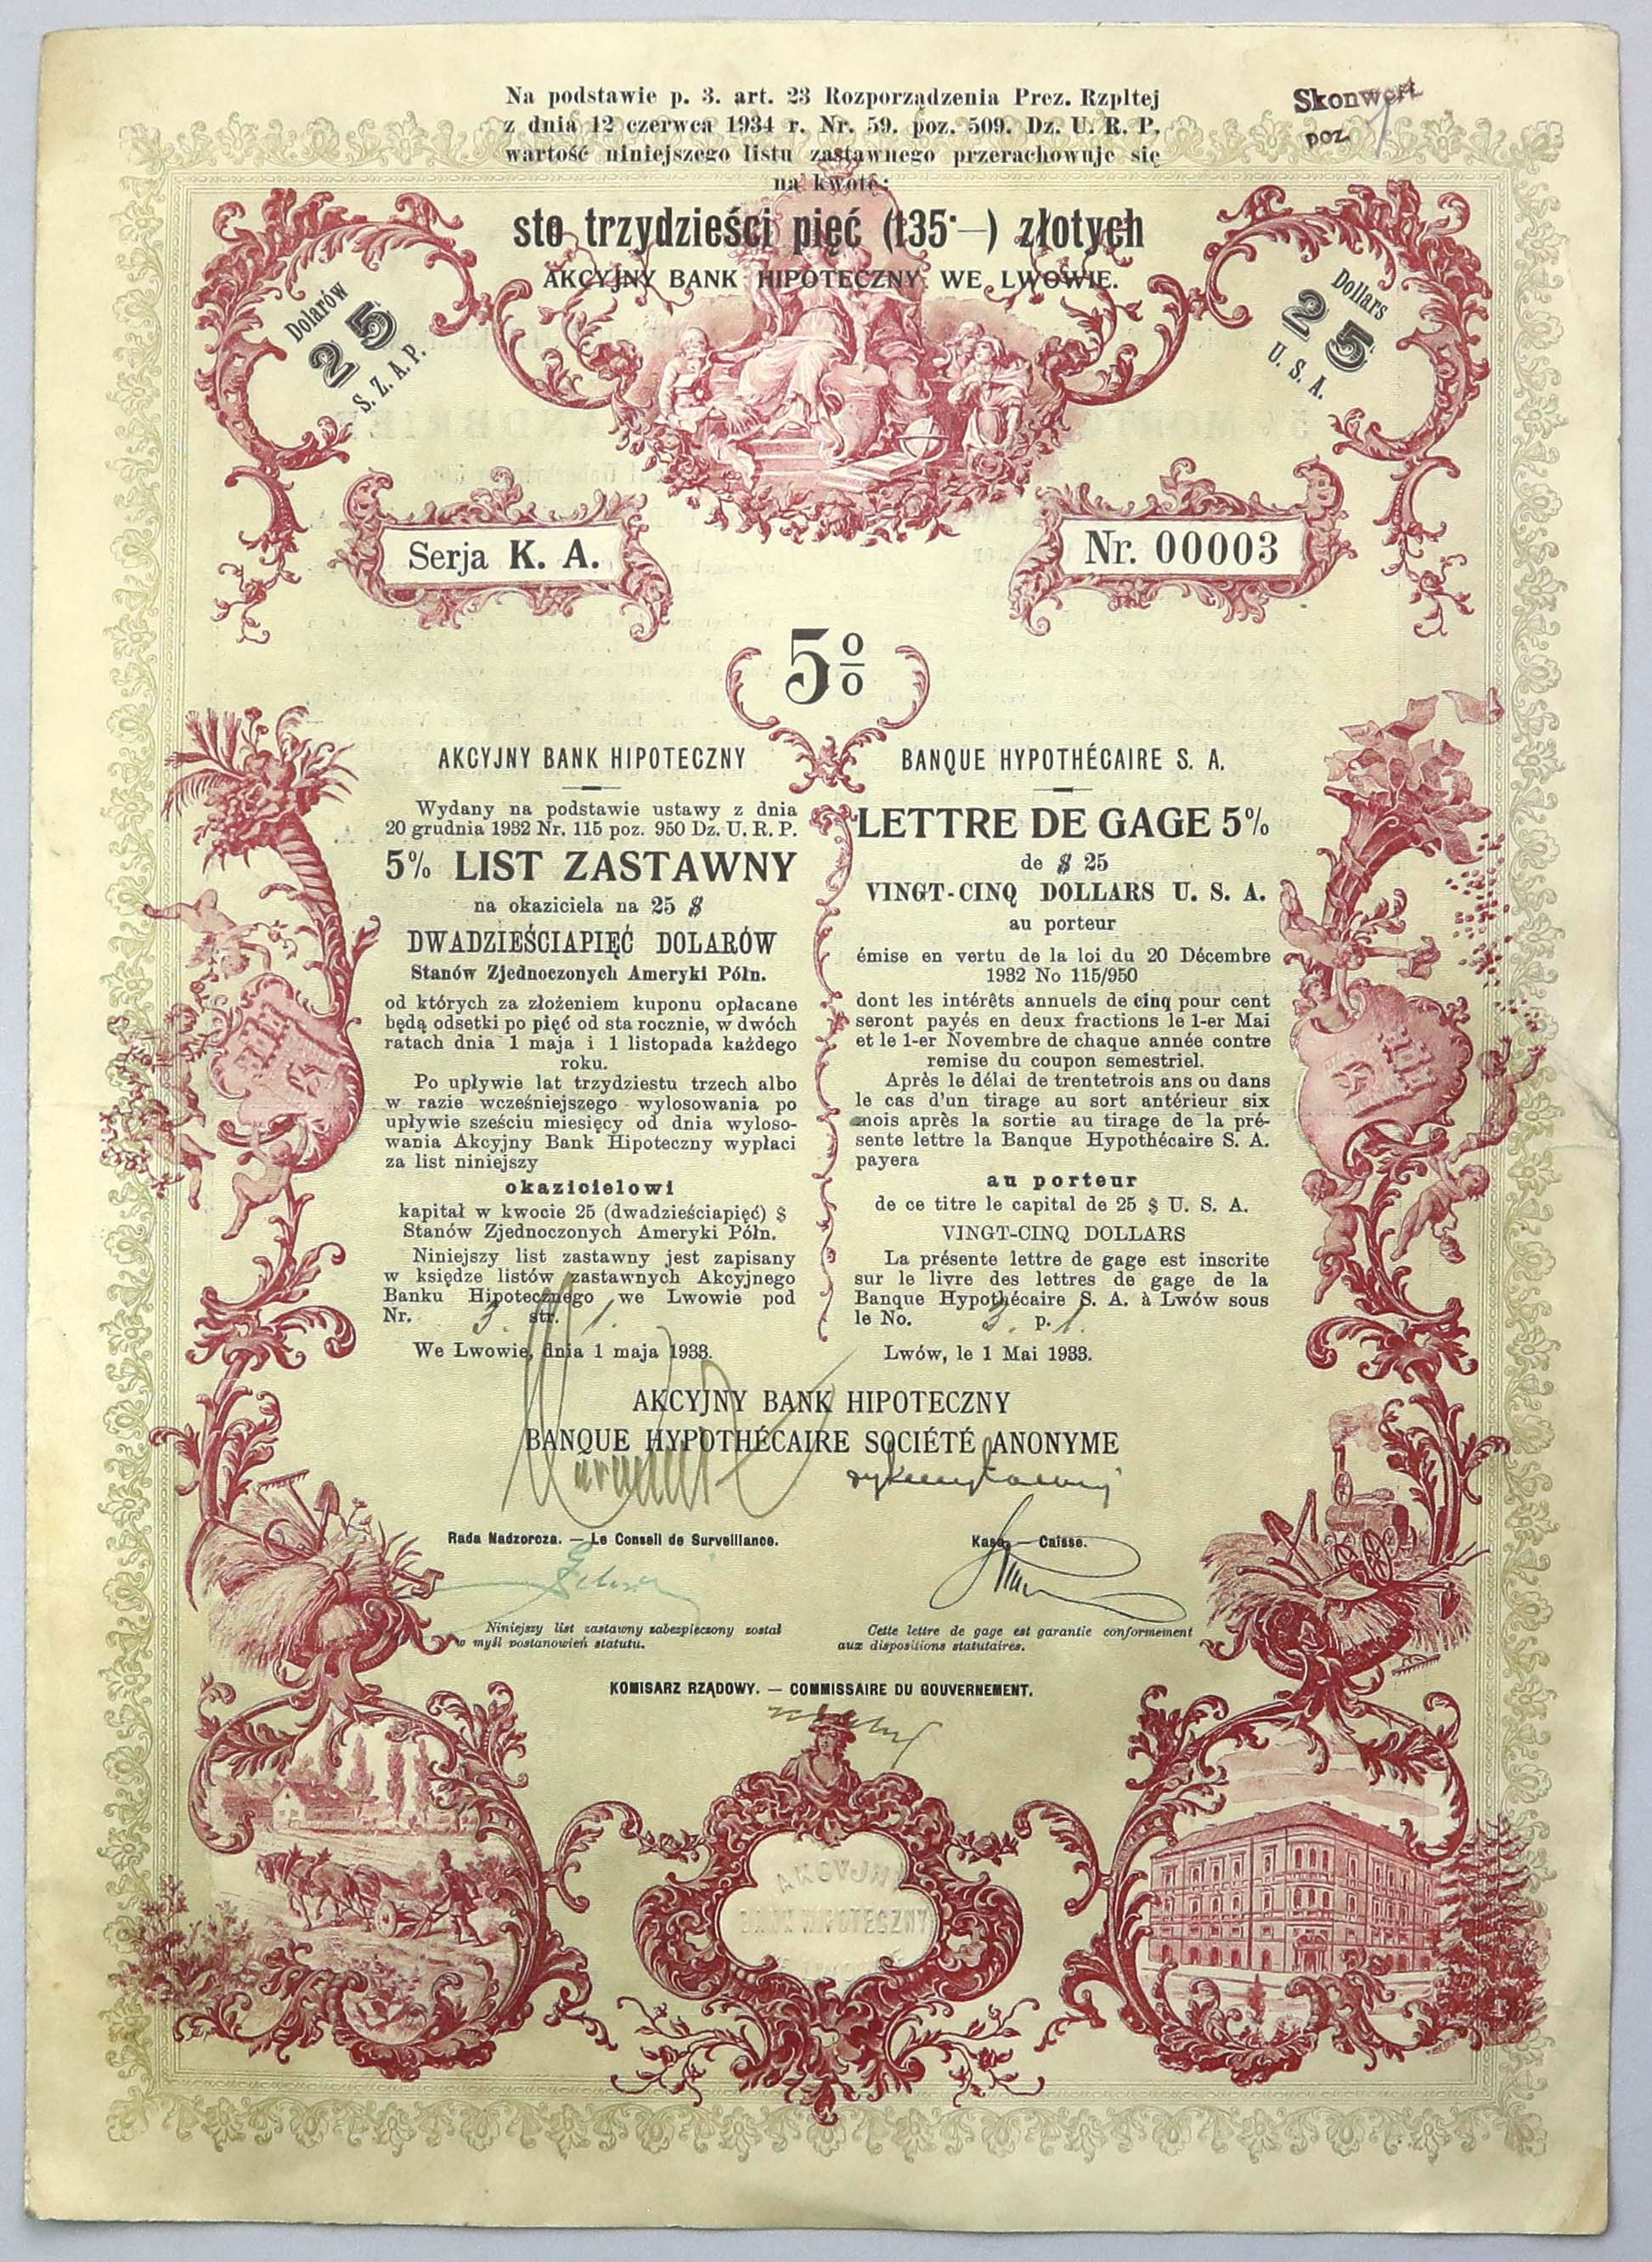 Na podstawie p. 3. art. 23 Rozporządzenia Prez. Rzpltej
z dnia 12 czerwca 1934 r. Nr. 59. poz. 509. Dz. U. R. P.
wartość niniejszego listu zastawnego przerachowuje się
na kwotę:
sto trzydzieści pięć (135·—) złotych
AKCYJNY BANK HIPOTECZNY WE LWOWIE.
Skonwert
poz.
Dolarów
25
S. Z. A. P.
Dollars
25
U. S. A.
Serja K. A.
Nr. 00003
5%
AKCYJNY BANK HIPOTECZNY
Wydany na podstawie ustawy z dnia
20 grudnia 1932 Nr. 115 poz. 950 Dz. U. R. P.
5% LIST ZASTAWNY
na okaziciela na 25 $
DWADZIEŚCIAPIĘĆ DOLARÓW
Stanów Zjednoczonych Ameryki Półn.
od których za złożeniem kuponu opłacane
będą odsetki po pięć od sta rocznie, w dwóch
ratach dnia 1 maja i 1 listopada każdego
roku.
Po upływie lat trzydziestu trzech albo
w razie wcześniejszego wylosowania po
upływie sześciu miesięcy od dnia wyloso-
wania Akcyjny Bank Hipoteczny wypłaci
za list niniejszy
okazicielowi
kapitał w kwocie 25 (dwadzieściapięć) $
Stanów Zjednoczonych Ameryki Półn.
Niniejszy list zastawny jest zapisany
w księdze listów zastawnych Akcyjnego
Banku Hipotecznego we Lwowie pod
Nr. 3. str. 1.
We Lwowie, dnia 1 maja 1933.
BANQUE HYPOTHÉCAIRE S. A.
LETTRE DE GAGE 5%
de $ 25
VINGT-CINQ DOLLARS U. S. A.
au porteur
émise en vertu de la loi du 20 Décembre
1932 No 115/950
dont les intérêts annuels de cinq pour cent
seront payés en deux fractions le 1-er Mai
et le 1-er Novembre de chaque année contre
remise du coupon semestriel.
Après le délai de trentetrois ans ou dans
le cas d'un tirage au sort antérieur six
mois après la sortie au tirage de la pré-
sente lettre la Banque Hypothécaire S. A.
payera
au porteur
de ce titre le capital de 25 $ U. S. A.
VINGT-CINQ DOLLARS
La présente lettre de gage est inscrite
sur le livre des lettres de gage de la
Banque Hypothécaire S. A. à Lwów sous
le No. 3. p. 1.
Lwów, le 1 Mai 1933.
AKCYJNY BANK HIPOTECZNY
BANQUE HYPOTHÉCAIRE SOCIÉTÉ ANONYME
Rada Nadzorcza. — Le Conseil de Surveillance.
Kasa — Caisse.
Niniejszy list zastawny zabezpieczony został
w myśl postanowień statutu.
Cette lettre de gage est garantie conformement
aux dispositions statutaires.
KOMISARZ RZĄDOWY. — COMMISSAIRE DU GOUVERNEMENT.
AKCYJNY
BANK HIPOTECZNY